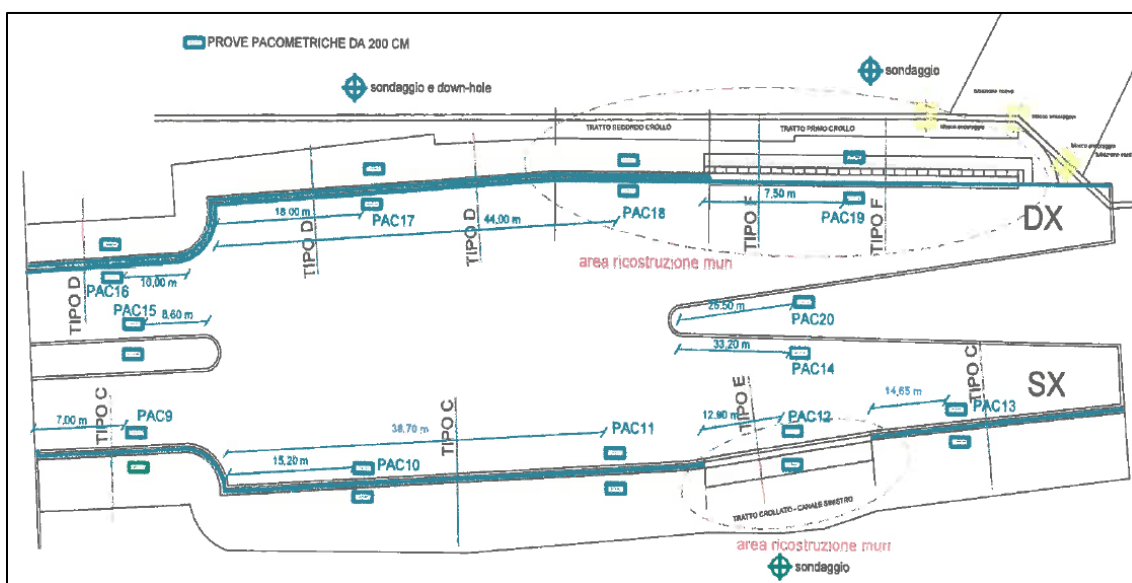 PROVE PACOMETRICHE DA 200 CM
sondaggio e down-hole
sondaggio
TRATTO SECONDO CROLLO
TRATTO PRIMO CROLLO
18,00 m
PAC17
44,00 m
PAC18
7,50 m
PAC19
TIPO D
TIPO D
TIPO F
TIPO F
DX
area ricostruzione muri
PAC16
10,00 m
TIPO D
PAC15
8,60 m
25,50 m
PAC20
33,20 m
PAC14
TIPO C
7,00 m
PAC9
TIPO C
38,70 m
PAC11
15,20 m
PAC10
TIPO E
12,90 m
PAC12
14,65 m
TIPO C
PAC13
SX
TRATTO CROLLATO - CANALE SINISTRO
area ricostruzione muri
sondaggio